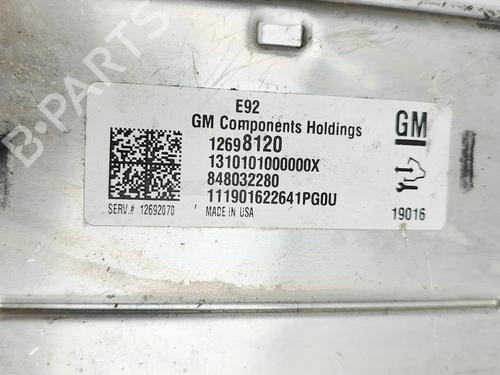 B-PARTS
E92
GM Components Holdings
GM
12698120
1310101000000X
848032280
111901622641PG0U
SERV.# 12692070
MADE IN USA
19016